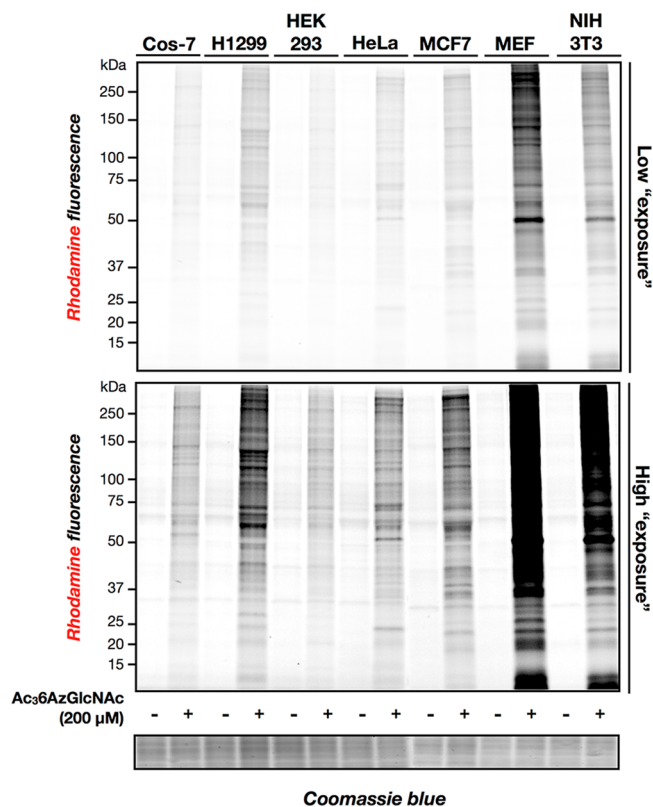 HEK NIH
Cos-7 H1299 293 HeLa MCF7 MEF 3T3
kDa
250
150
100
75
50
37
25
20
15
Rhodamine fluorescence
Low “exposure”
kDa
250
150
100
75
50
37
25
20
15
Rhodamine fluorescence
High “exposure”
Ac₃6AzGlcNAc
(200 µM) - + - + - + - + - + - + - +
Coomassie blue